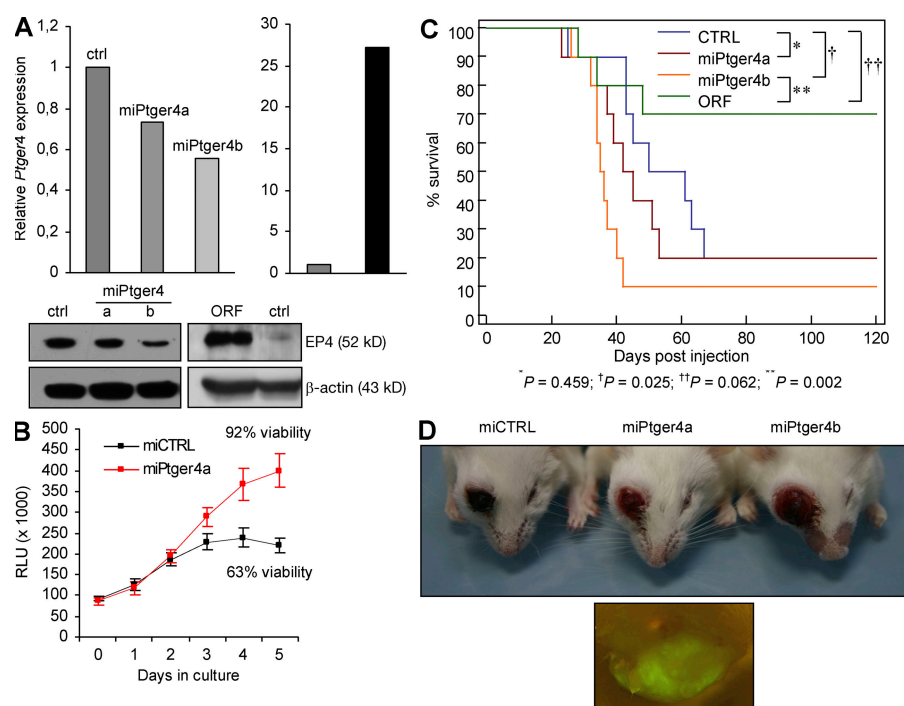 A
Relative Ptger4 expression
1,2
1
0,8
0,6
1,4
1,2
0
ctrl
miPtger4a
miPtger4b
30
25
20
15
10
5
0
miPtger4
ctrl a b
ORF ctrl
EP4 (52 kD)
β-actin (43 kD)
B
RLU (x 1000)
500
450
400
350
300
250
200
150
100
50
0
miCTRL
miPtger4a
92% viability
63% viability
0 1 2 3 4 5
Days in culture
C
% survival
100
90
80
70
60
50
40
30
20
10
0
CTRL
miPtger4a
miPtger4b
ORF
*
**
†
††
0 20 40 60 80 100 120
Days post injection
*P = 0.459; †P = 0.025; ††P = 0.062; **P = 0.002
D
miCTRL miPtger4a miPtger4b